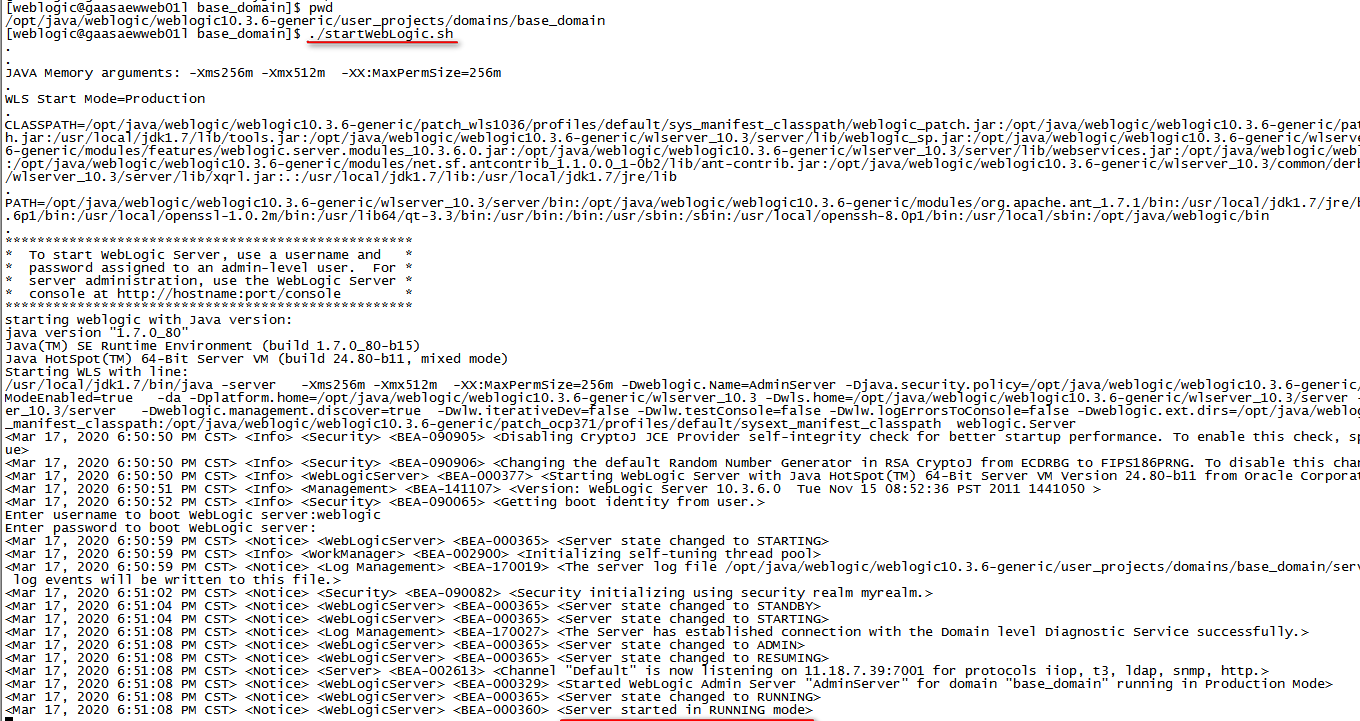 [weblogic@gaasaewweb01l base_domain]$ pwd
/opt/java/weblogic/weblogic10.3.6-generic/user_projects/domains/base_domain
[weblogic@gaasaewweb01l base_domain]$ ./startWebLogic.sh
.
.
JAVA Memory arguments: -Xms256m -Xmx512m  -XX:MaxPermSize=256m
.
WLS Start Mode=Production
.
CLASSPATH=/opt/java/weblogic/weblogic10.3.6-generic/patch_wls1036/profiles/default/sys_manifest_classpath/weblogic_patch.jar:/opt/java/weblogic/weblogic10.3.6-generic/pat
h.jar:/usr/local/jdk1.7/lib/tools.jar:/opt/java/weblogic/weblogic10.3.6-generic/wlserver_10.3/server/lib/weblogic_sp.jar:/opt/java/weblogic/weblogic10.3.6-generic/wlserv
6-generic/modules/features/weblogic.server.modules_10.3.6.0.jar:/opt/java/weblogic/weblogic10.3.6-generic/wlserver_10.3/server/lib/webservices.jar:/opt/java/weblogic/web
:/opt/java/weblogic/weblogic10.3.6-generic/modules/net.sf.antcontrib_1.1.0.0_1-0b2/lib/ant-contrib.jar:/opt/java/weblogic/weblogic10.3.6-generic/wlserver_10.3/common/derb
/wlserver_10.3/server/lib/xqrl.jar:.:/usr/local/jdk1.7/lib:/usr/local/jdk1.7/jre/lib
.
PATH=/opt/java/weblogic/weblogic10.3.6-generic/wlserver_10.3/server/bin:/opt/java/weblogic/weblogic10.3.6-generic/modules/org.apache.ant_1.7.1/bin:/usr/local/jdk1.7/jre/b
.6p1/bin:/usr/local/openssl-1.0.2m/bin:/usr/lib64/qt-3.3/bin:/usr/bin:/bin:/usr/sbin:/sbin:/usr/local/openssh-8.0p1/bin:/usr/local/sbin:/opt/java/weblogic/bin
.
***************************************************
*  To start WebLogic Server, use a username and   *
*  password assigned to an admin-level user.  For *
*  server administration, use the WebLogic Server *
*  console at http://hostname:port/console        *
***************************************************
starting weblogic with Java version:
java version "1.7.0_80"
Java(TM) SE Runtime Environment (build 1.7.0_80-b15)
Java HotSpot(TM) 64-Bit Server VM (build 24.80-b11, mixed mode)
Starting WLS with line:
/usr/local/jdk1.7/bin/java -server   -Xms256m -Xmx512m  -XX:MaxPermSize=256m -Dweblogic.Name=AdminServer -Djava.security.policy=/opt/java/weblogic/weblogic10.3.6-generic/
ModeEnabled=true   -da -Dplatform.home=/opt/java/weblogic/weblogic10.3.6-generic/wlserver_10.3 -Dwls.home=/opt/java/weblogic/weblogic10.3.6-generic/wlserver_10.3/server -
er_10.3/server   -Dweblogic.management.discover=true  -Dwlw.iterativeDev=false -Dwlw.testConsole=false -Dwlw.logErrorsToConsole=false -Dweblogic.ext.dirs=/opt/java/weblog
_manifest_classpath:/opt/java/weblogic/weblogic10.3.6-generic/patch_ocp371/profiles/default/sysext_manifest_classpath  weblogic.Server
<Mar 17, 2020 6:50:50 PM CST> <Info> <Security> <BEA-090905> <Disabling CryptoJ JCE Provider self-integrity check for better startup performance. To enable this check, sp
ue>
<Mar 17, 2020 6:50:50 PM CST> <Info> <Security> <BEA-090906> <Changing the default Random Number Generator in RSA CryptoJ from ECDRBG to FIPS186PRNG. To disable this chan
<Mar 17, 2020 6:50:50 PM CST> <Info> <WebLogicServer> <BEA-000377> <Starting WebLogic Server with Java HotSpot(TM) 64-Bit Server VM Version 24.80-b11 from Oracle Corporat
<Mar 17, 2020 6:50:51 PM CST> <Info> <Management> <BEA-141107> <Version: WebLogic Server 10.3.6.0  Tue Nov 15 08:52:36 PST 2011 1441050 >
<Mar 17, 2020 6:50:52 PM CST> <Info> <Security> <BEA-090065> <Getting boot identity from user.>
Enter username to boot WebLogic server:weblogic
Enter password to boot WebLogic server:
<Mar 17, 2020 6:50:59 PM CST> <Notice> <WebLogicServer> <BEA-000365> <Server state changed to STARTING>
<Mar 17, 2020 6:50:59 PM CST> <Info> <WorkManager> <BEA-002900> <Initializing self-tuning thread pool>
<Mar 17, 2020 6:50:59 PM CST> <Notice> <Log Management> <BEA-170019> <The server log file /opt/java/weblogic/weblogic10.3.6-generic/user_projects/domains/base_domain/serv
 log events will be written to this file.>
<Mar 17, 2020 6:51:02 PM CST> <Notice> <Security> <BEA-090082> <Security initializing using security realm myrealm.>
<Mar 17, 2020 6:51:04 PM CST> <Notice> <WebLogicServer> <BEA-000365> <Server state changed to STANDBY>
<Mar 17, 2020 6:51:04 PM CST> <Notice> <WebLogicServer> <BEA-000365> <Server state changed to STARTING>
<Mar 17, 2020 6:51:08 PM CST> <Notice> <Log Management> <BEA-170027> <The Server has established connection with the Domain level Diagnostic Service successfully.>
<Mar 17, 2020 6:51:08 PM CST> <Notice> <WebLogicServer> <BEA-000365> <Server state changed to ADMIN>
<Mar 17, 2020 6:51:08 PM CST> <Notice> <WebLogicServer> <BEA-000365> <Server state changed to RESUMING>
<Mar 17, 2020 6:51:08 PM CST> <Notice> <Server> <BEA-002613> <Channel "Default" is now listening on 11.18.7.39:7001 for protocols iiop, t3, ldap, snmp, http.>
<Mar 17, 2020 6:51:08 PM CST> <Notice> <WebLogicServer> <BEA-000329> <Started WebLogic Admin Server "AdminServer" for domain "base_domain" running in Production Mode>
<Mar 17, 2020 6:51:08 PM CST> <Notice> <WebLogicServer> <BEA-000365> <Server state changed to RUNNING>
<Mar 17, 2020 6:51:08 PM CST> <Notice> <WebLogicServer> <BEA-000360> <Server started in RUNNING mode>